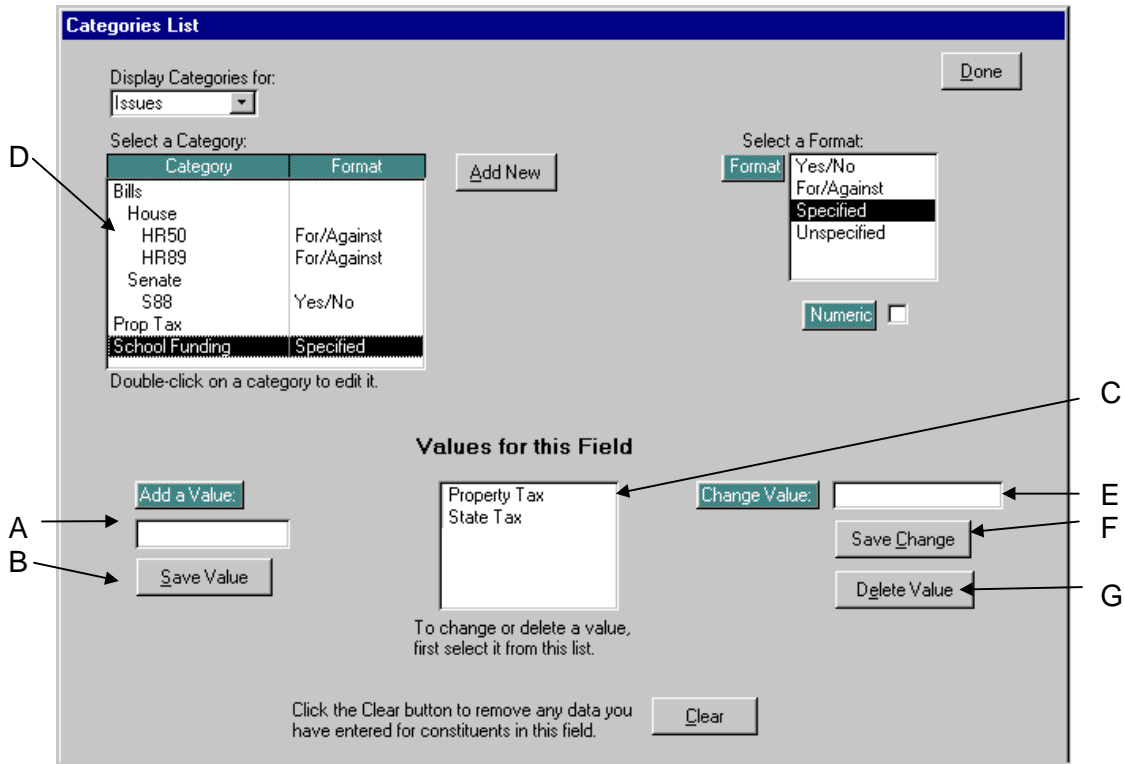 Categories List
Display Categories for:
Issues
Done
Select a Category:
Category Format
Bills
House
HR50 For/Against
HR89 For/Against
Senate
S88 Yes/No
Prop Tax
School Funding Specified
Double-click on a category to edit it.
Add New
Select a Format:
Format
Yes/No
For/Against
Specified
Unspecified
Numeric
D
Values for this Field
Add a Value:
A
Save Value
B
Property Tax
State Tax
C
To change or delete a value,
first select it from this list.
Change Value:
E
Save Change
F
Delete Value
G
Click the Clear button to remove any data you
have entered for constituents in this field.
Clear